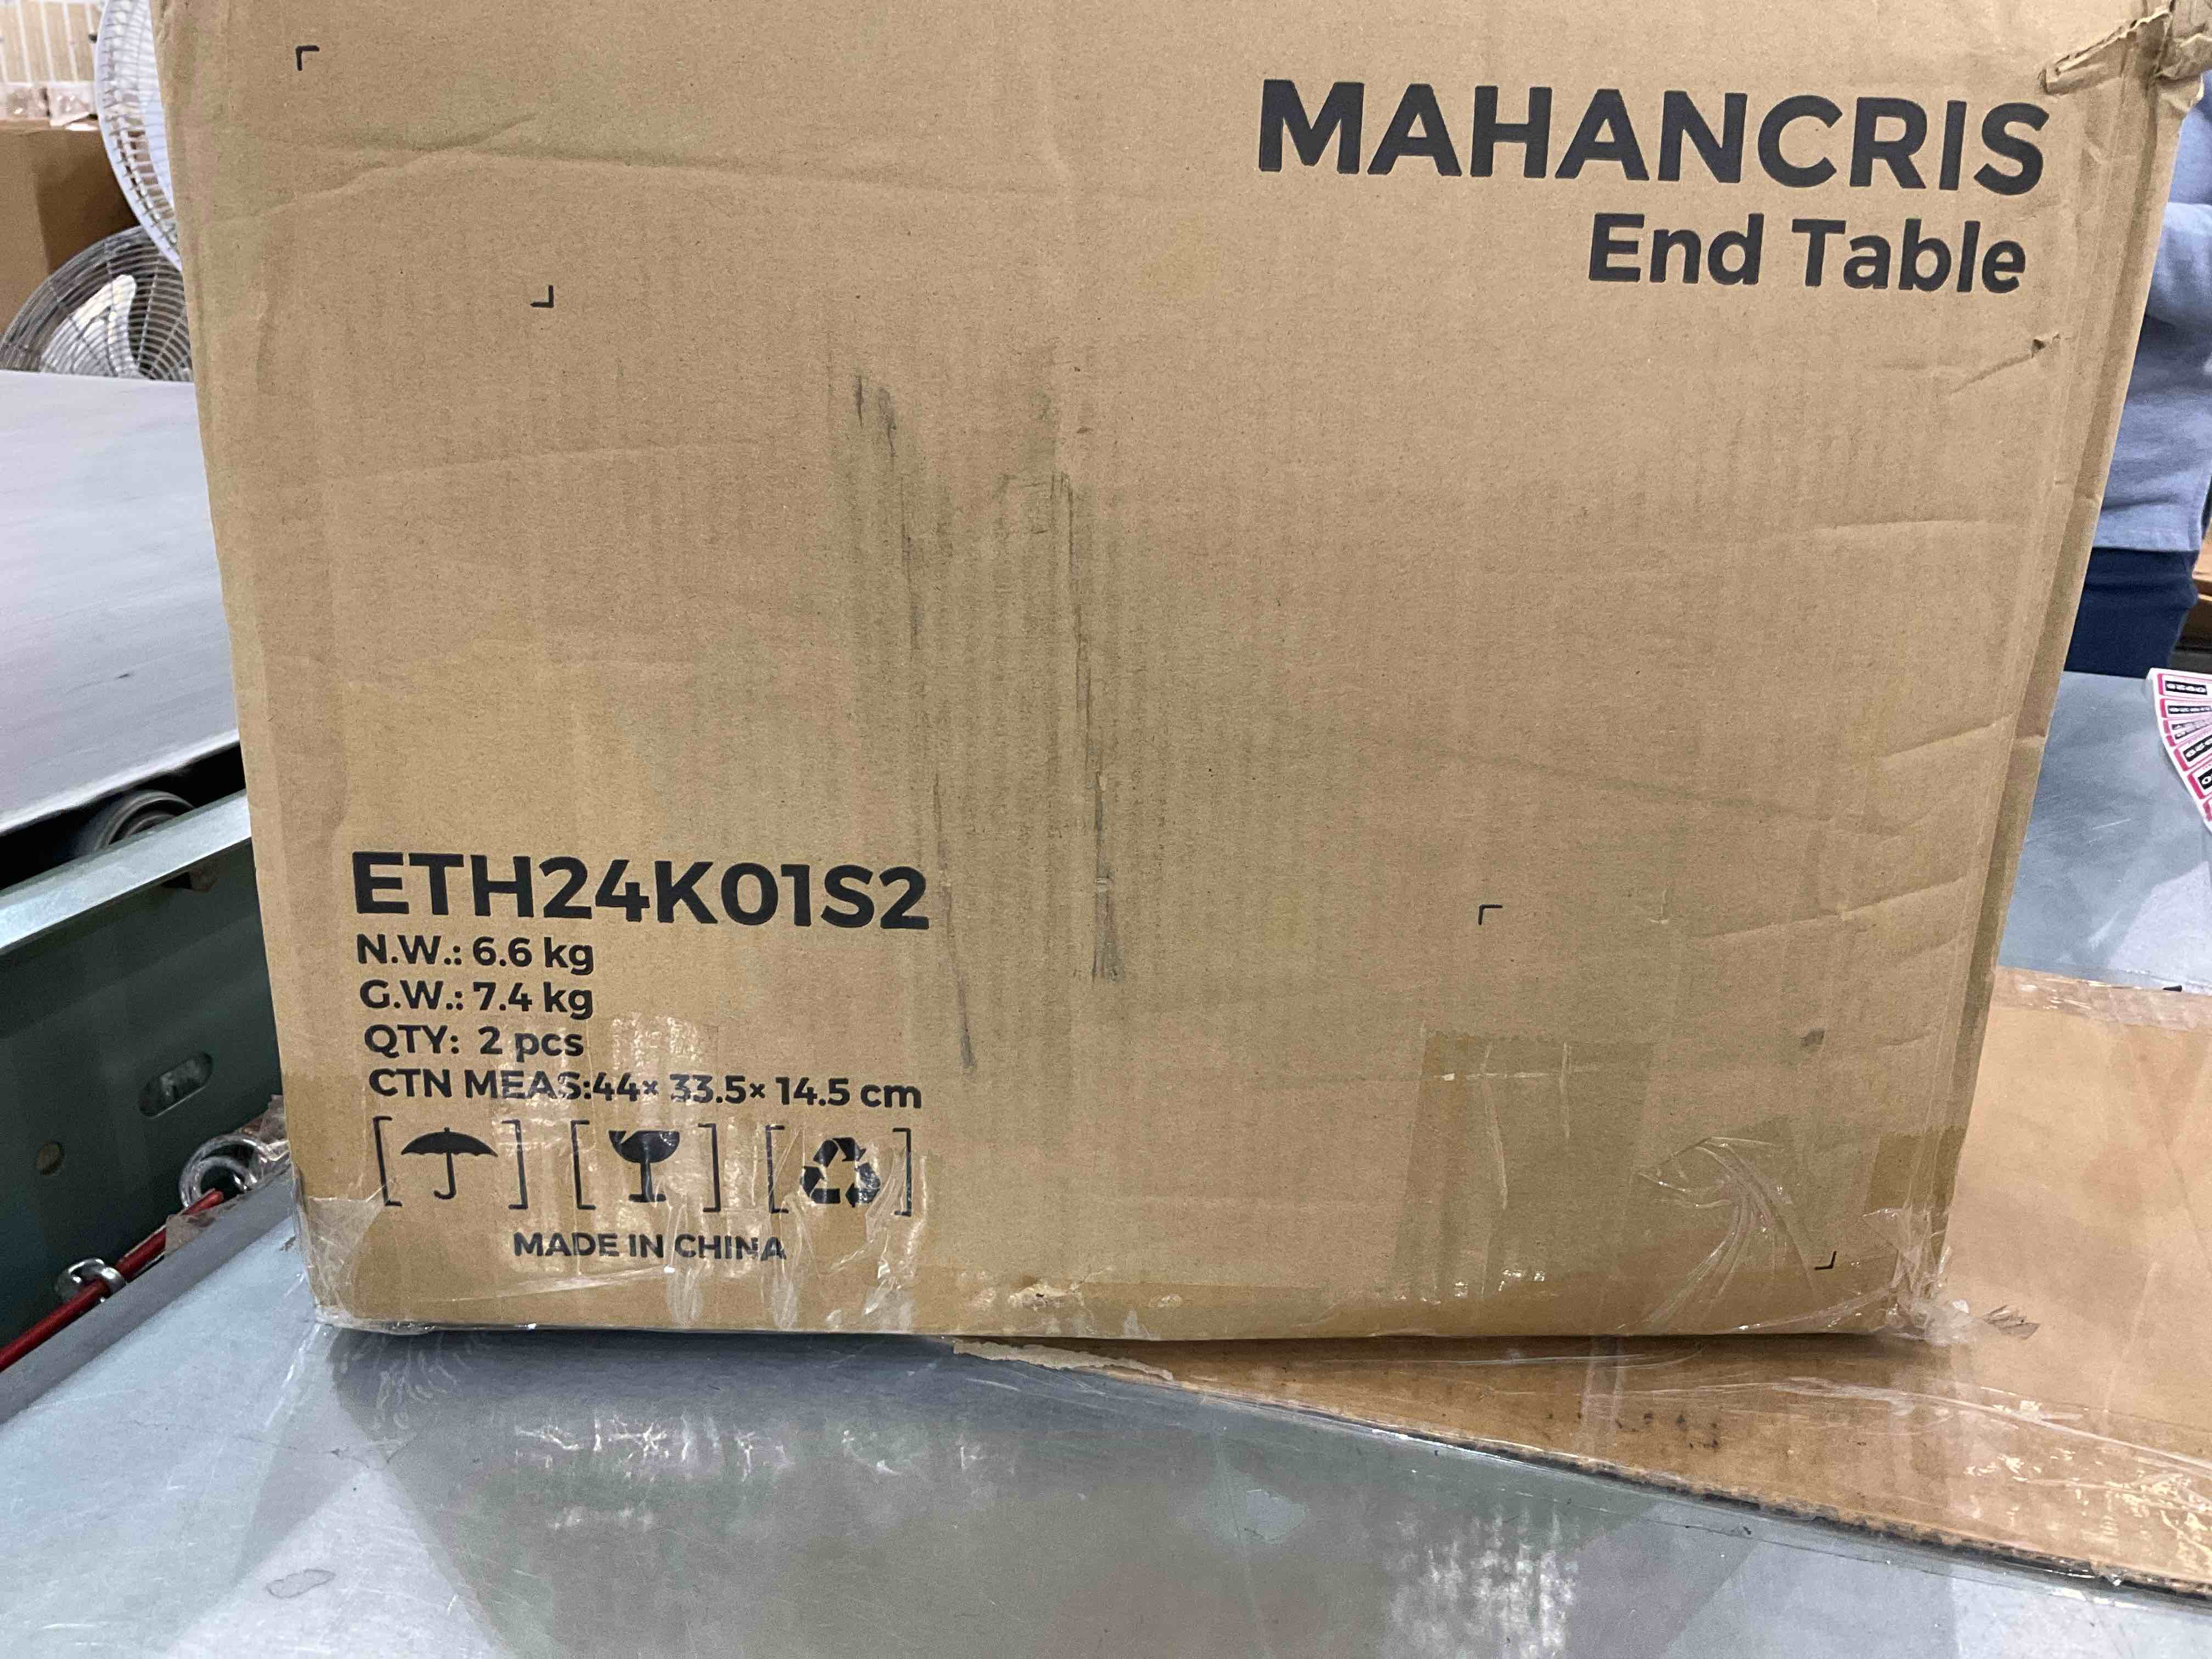 MAHANCRIS
End Table
ETH24K01S2
N.W.: 6.6 kg
G.W.: 7.4 kg
QTY: 2 pcs
CTN MEAS:44× 33.5× 14.5 cm
MADE IN CHINA